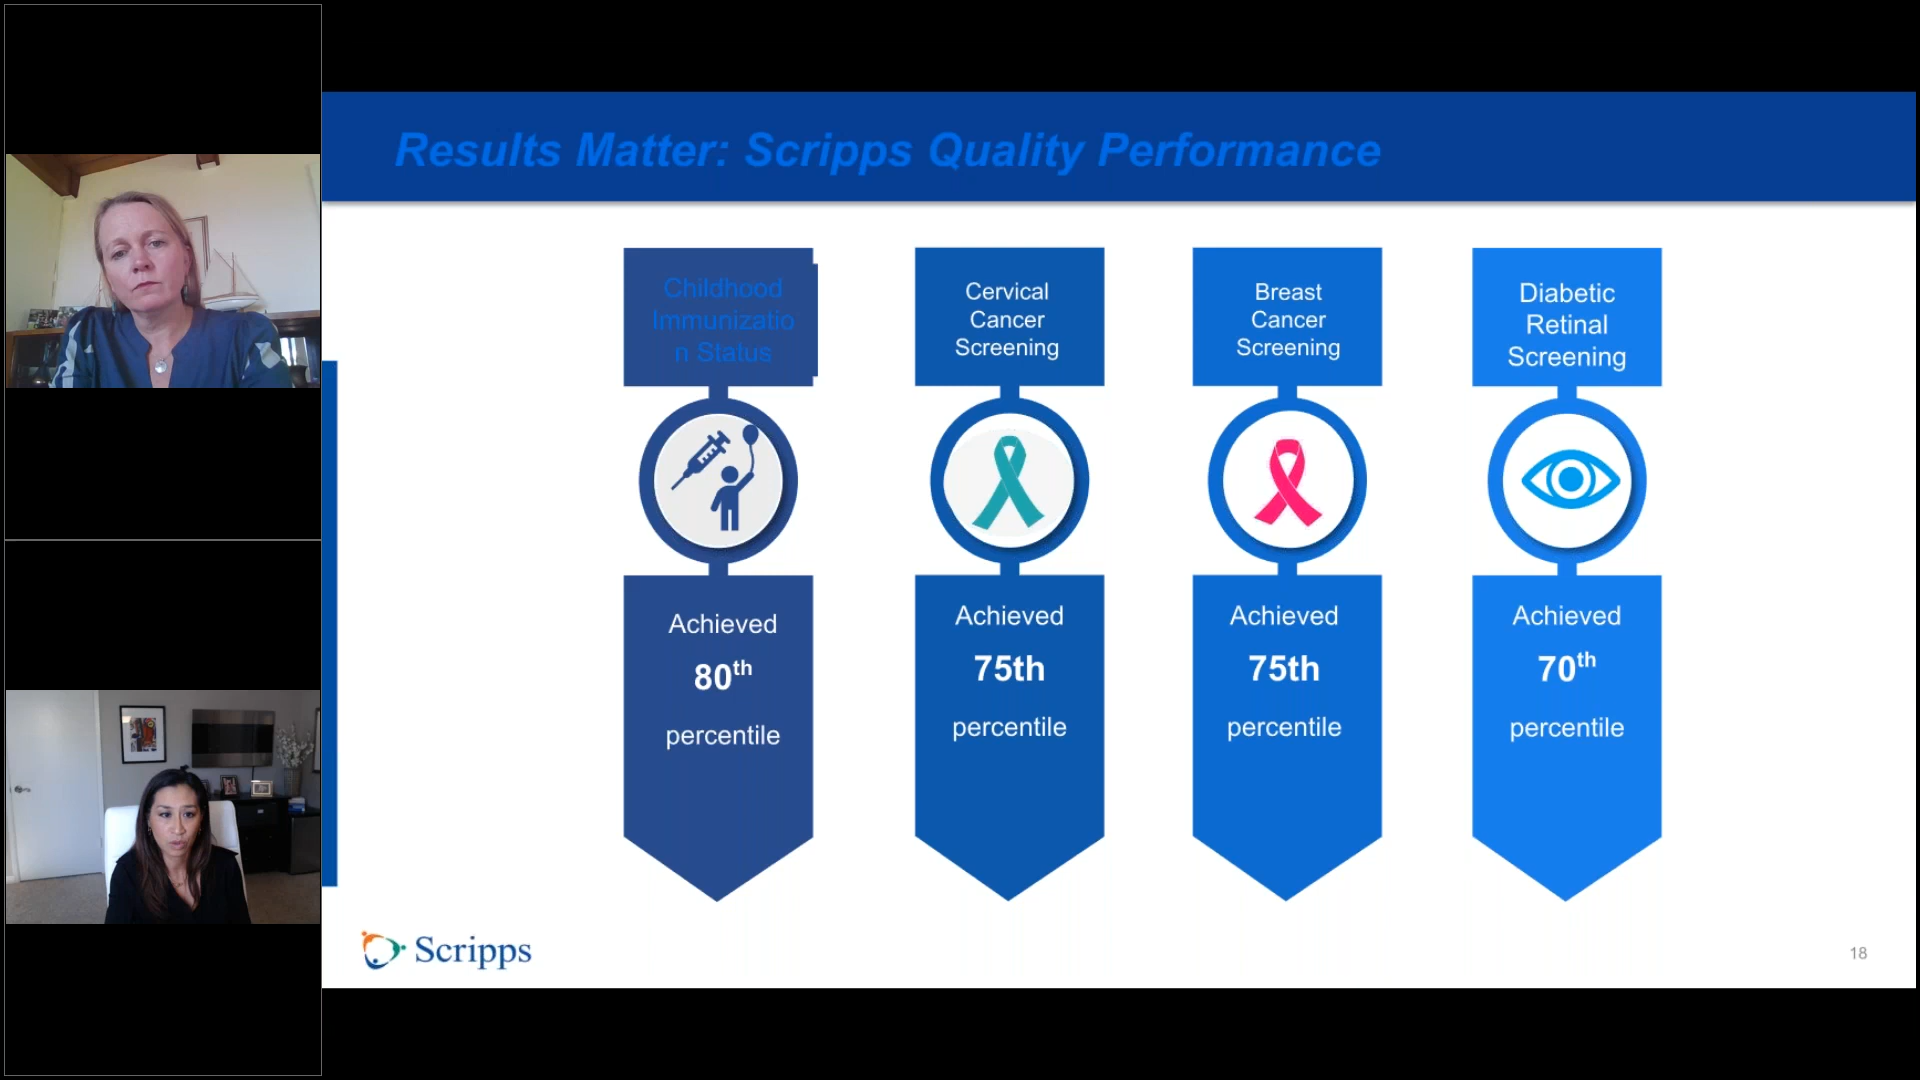 Results Matter: Scripps Quality Performance
Childhood
Immunizatio
n Status
Cervical
Cancer
Screening
Breast
Cancer
Screening
Diabetic
Retinal
Screening
Achieved
80th
percentile
Achieved
75th
percentile
Achieved
75th
percentile
Achieved
70th
percentile
Scripps
18